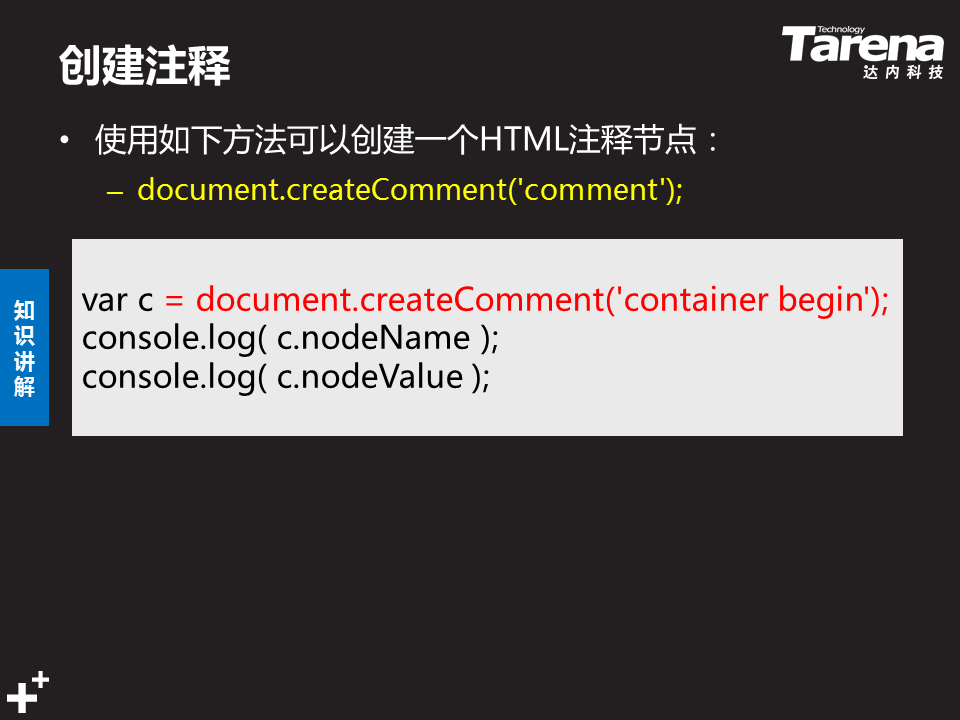 创建注释
Technology
Tarena
达内科技
• 使用如下方法可以创建一个HTML注释节点：
– document.createComment('comment');
知识讲解
var c = document.createComment('container begin');
console.log( c.nodeName );
console.log( c.nodeValue );